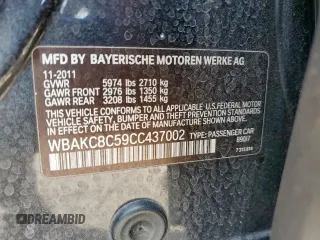 MFD BY BAYERISCHE MOTOREN WERKE AG
11-2011
GVWR 5974 lbs 2710 kg
GAWR FRONT 2976 lbs 1350 kg
GAWR REAR 3208 lbs 1455 kg
THIS VEHICLE CONFORMS TO ALL APPLICABLE
FEDERAL MOTOR VEHICLE SAFETY, BUMPER,
AND THEFT PREVENTION STANDARDS IN EFFECT
ON THE DATE OF MANUFACTURE SHOWN ABOVE.
WBAKC8C59CC437002 TYPE: PASSENGER CAR
AUTOBIDMASTER